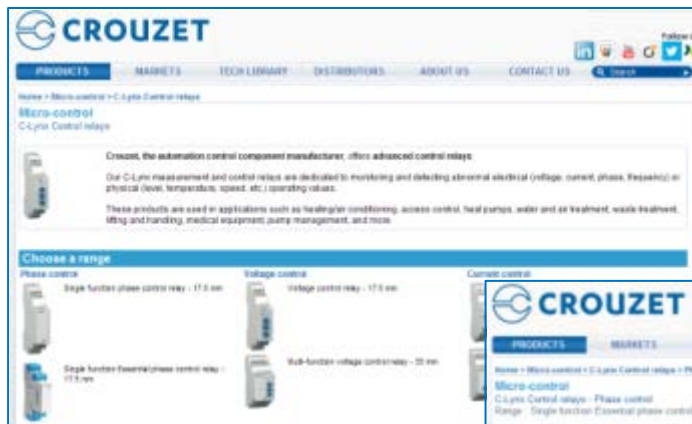 CROUZET
Follow
PRODUCTS MARKETS TECH LIBRARY DISTRIBUTORS ABOUT US CONTACT US Search
Home > Micro-control > C-Lynx Control relays
Micro-control
C-Lynx Control relays
Crouzet, the automation control component manufacturer, offers advanced control relays.
Our C-Lynx measurement and control relays are dedicated to monitoring and detecting abnormal electrical (voltage, current, phase, frequency) or
physical (level, temperature, speed, etc.) operating values.
These products are used in applications such as heating/air conditioning, access control, heat pumps, water and air treatment, waste treatment,
lifting and handling, medical equipment, pump management, and more.
Choose a range
Phase control Voltage control Current control
Single function phase control relay - 17.5 mm Voltage control relay - 17.5 mm
Single function Essential phase control relay -
17.5 mm
Multi-function voltage control relay - 35 mm
CROUZET
PRODUCTS MARKETS
Home > Micro-control > C-Lynx Control relays >
Micro-control
C-Lynx Control relays - Phase control
Range : Single function Essential phase control